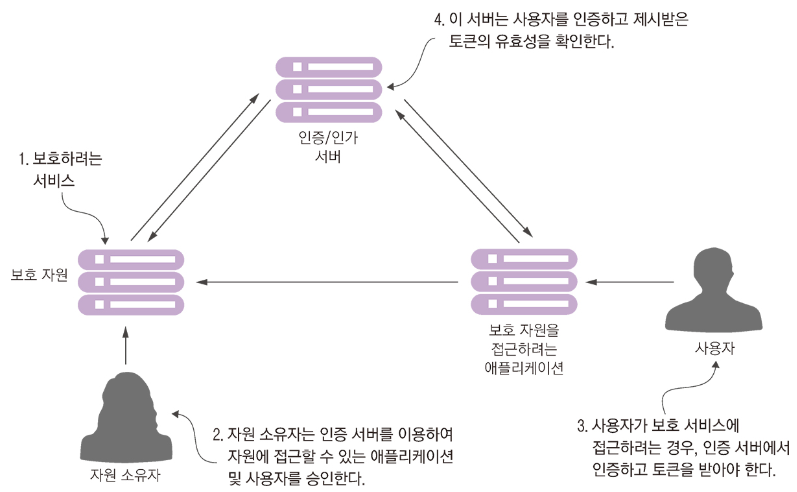 4. 이 서버는 사용자를 인증하고 제시받은
토큰의 유효성을 확인한다.
인증/인가
서버
1. 보호하려는
서비스
보호 자원
보호 자원을
접근하려는
애플리케이션
사용자
2. 자원 소유자는 인증 서버를 이용하여
자원에 접근할 수 있는 애플리케이션
및 사용자를 승인한다.
자원 소유자
3. 사용자가 보호 서비스에
접근하려는 경우, 인증 서버에서
인증하고 토큰을 받아야 한다.